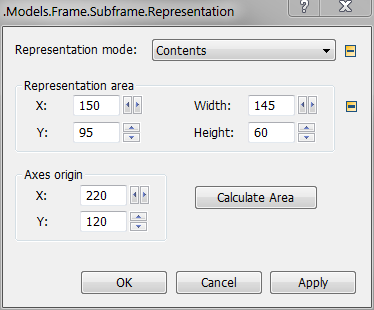 .Models.Frame.Subframe.Representation ?
Representation mode: Contents
Representation area
X: 150 Width: 145
Y: 95 Height: 60
Axes origin
X: 220
Calculate Area
Y: 120
OK Cancel Apply